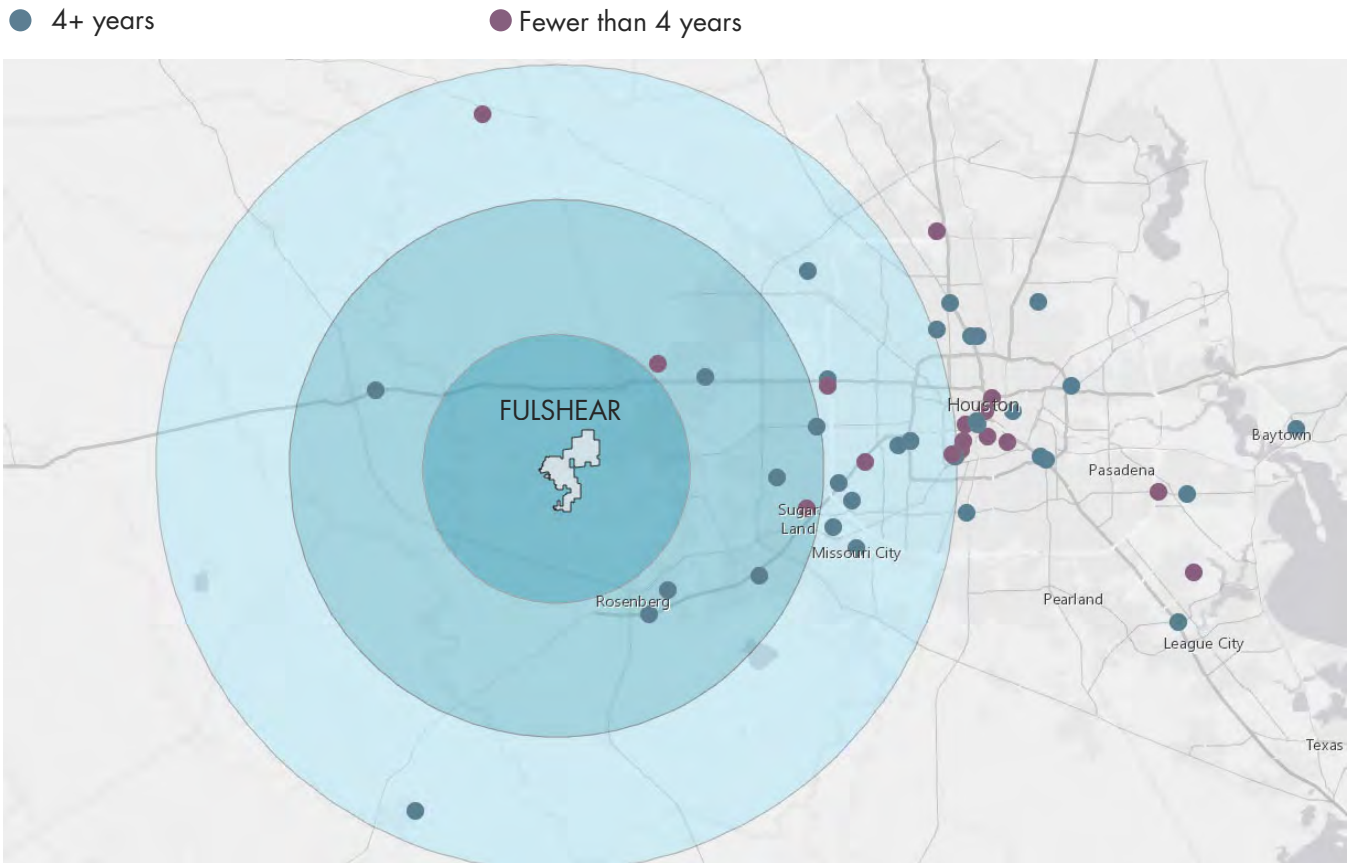 4+ years
Fewer than 4 years
FULSHEAR
Houston
Baytown
Pasadena
Sugar
Land
Missouri City
Rosenberg
Pearland
League City
Texas